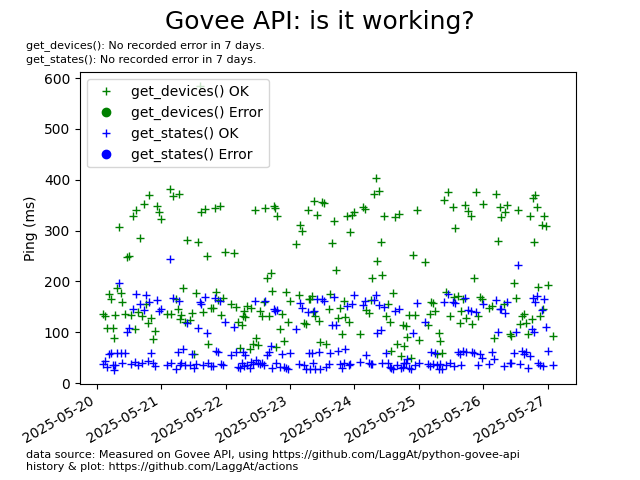 Govee API: is it working?
get_devices(): No recorded error in 7 days.
get_states(): No recorded error in 7 days.
get_devices() OK
get_devices() Error
get_states() OK
get_states() Error
Ping (ms)
600
500
400
300
200
100
0
2025-05-20
2025-05-21
2025-05-22
2025-05-23
2025-05-24
2025-05-25
2025-05-26
2025-05-27
data source: Measured on Govee API, using https://github.com/LaggAt/python-govee-api
history & plot: https://github.com/LaggAt/actions